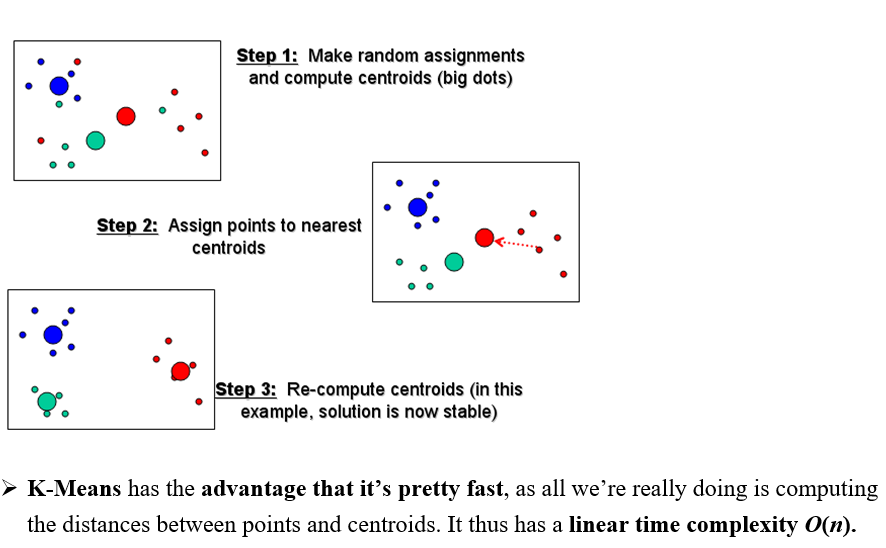 Step 1: Make random assignments
and compute centroids (big dots)
Step 2: Assign points to nearest
centroids
Step 3: Re-compute centroids (in this
example, solution is now stable)
➢ K-Means has the advantage that it’s pretty fast, as all we’re really doing is computing
the distances between points and centroids. It thus has a linear time complexity O(n).